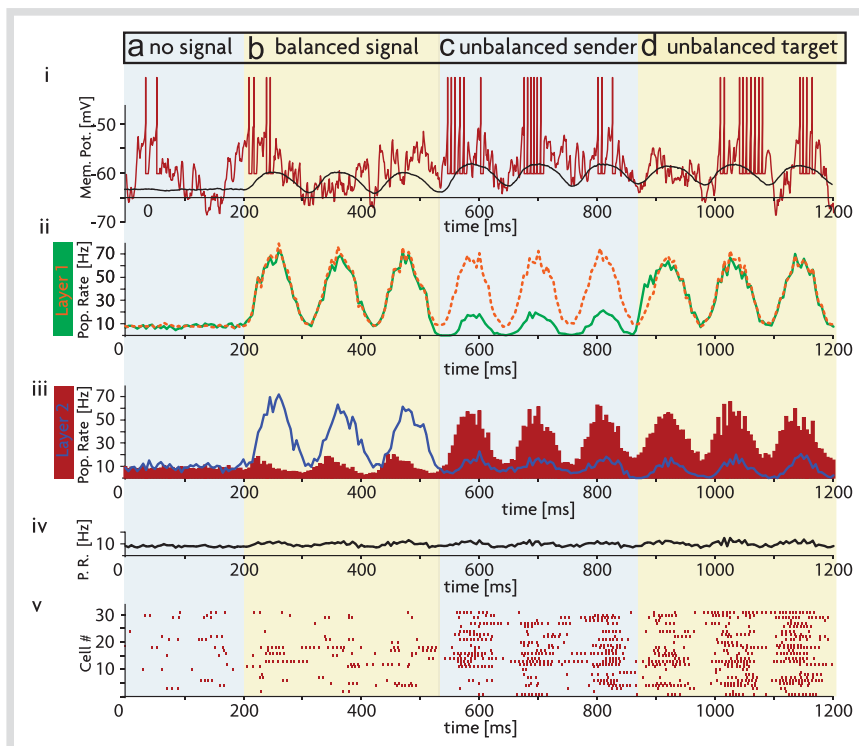 a no signal b balanced signal c unbalanced sender d unbalanced target
i
Mem. Pot. [mV]
-50
-60
-70
0 200 400 600 800 1000 1200
time [ms]
ii
Layer 1
Pop. Rate [Hz]
70
50
30
10
0 200 400 600 800 1000 1200
time [ms]
iii
Layer 2
Pop. Rate [Hz]
70
50
30
10
0 200 400 600 800 1000 1200
time [ms]
iv
P. R. [Hz]
10
0 200 400 600 800 1000 1200
time [ms]
v
Cell #
30
20
10
0 200 400 600 800 1000 1200
time [ms]